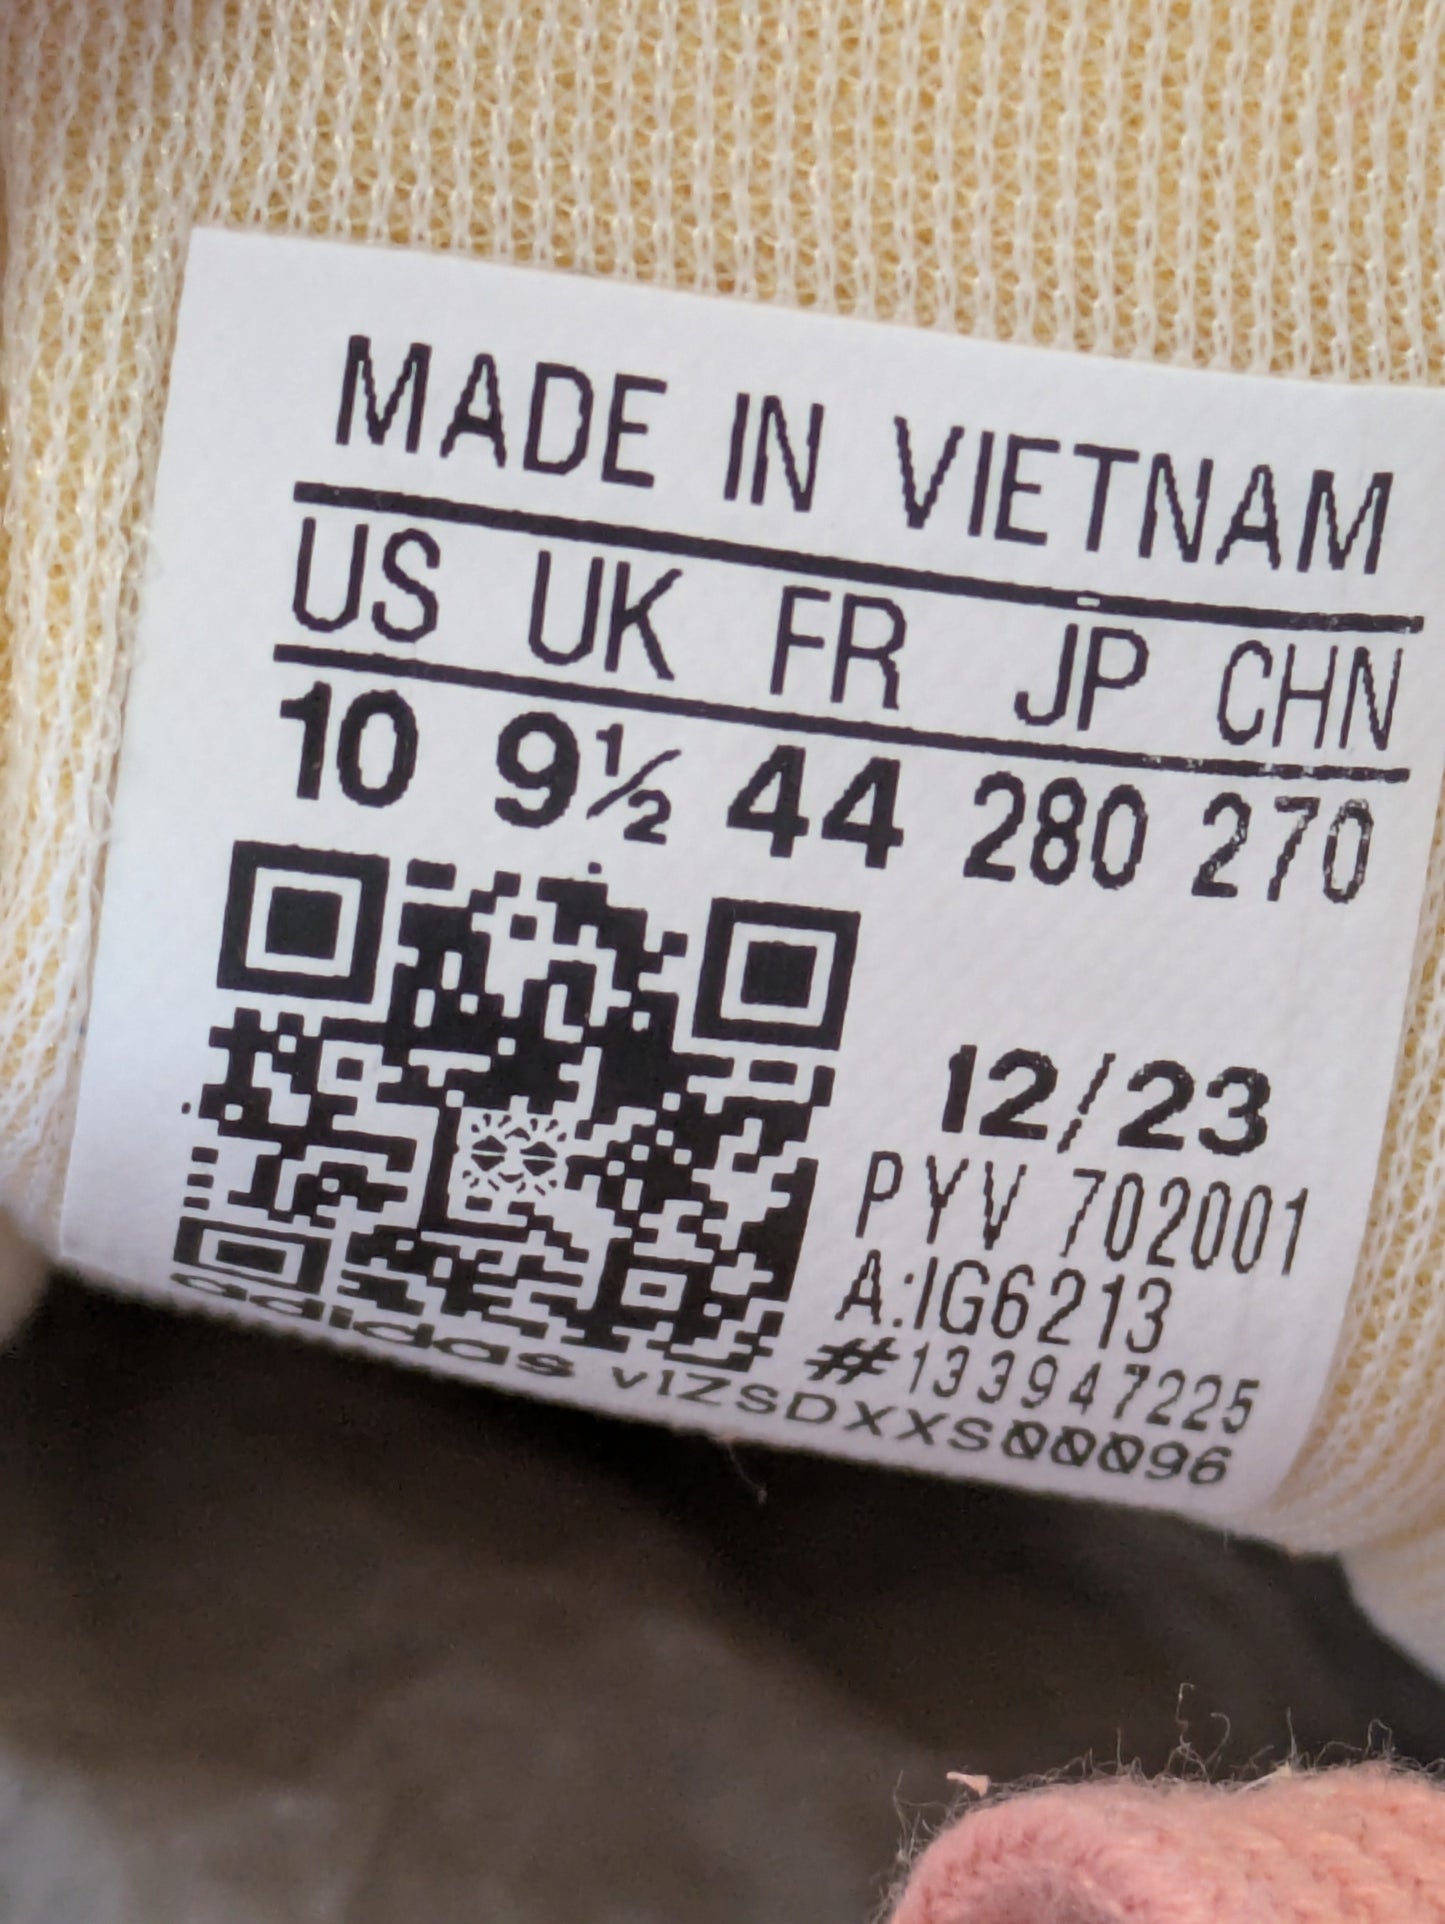 MADE IN VIETNAM
US UK FR JP CHN
10 9½ 44 280 270
12/23
PYV 702001
A:IG6213
#133947225
adidas v1ZSDXXS00096